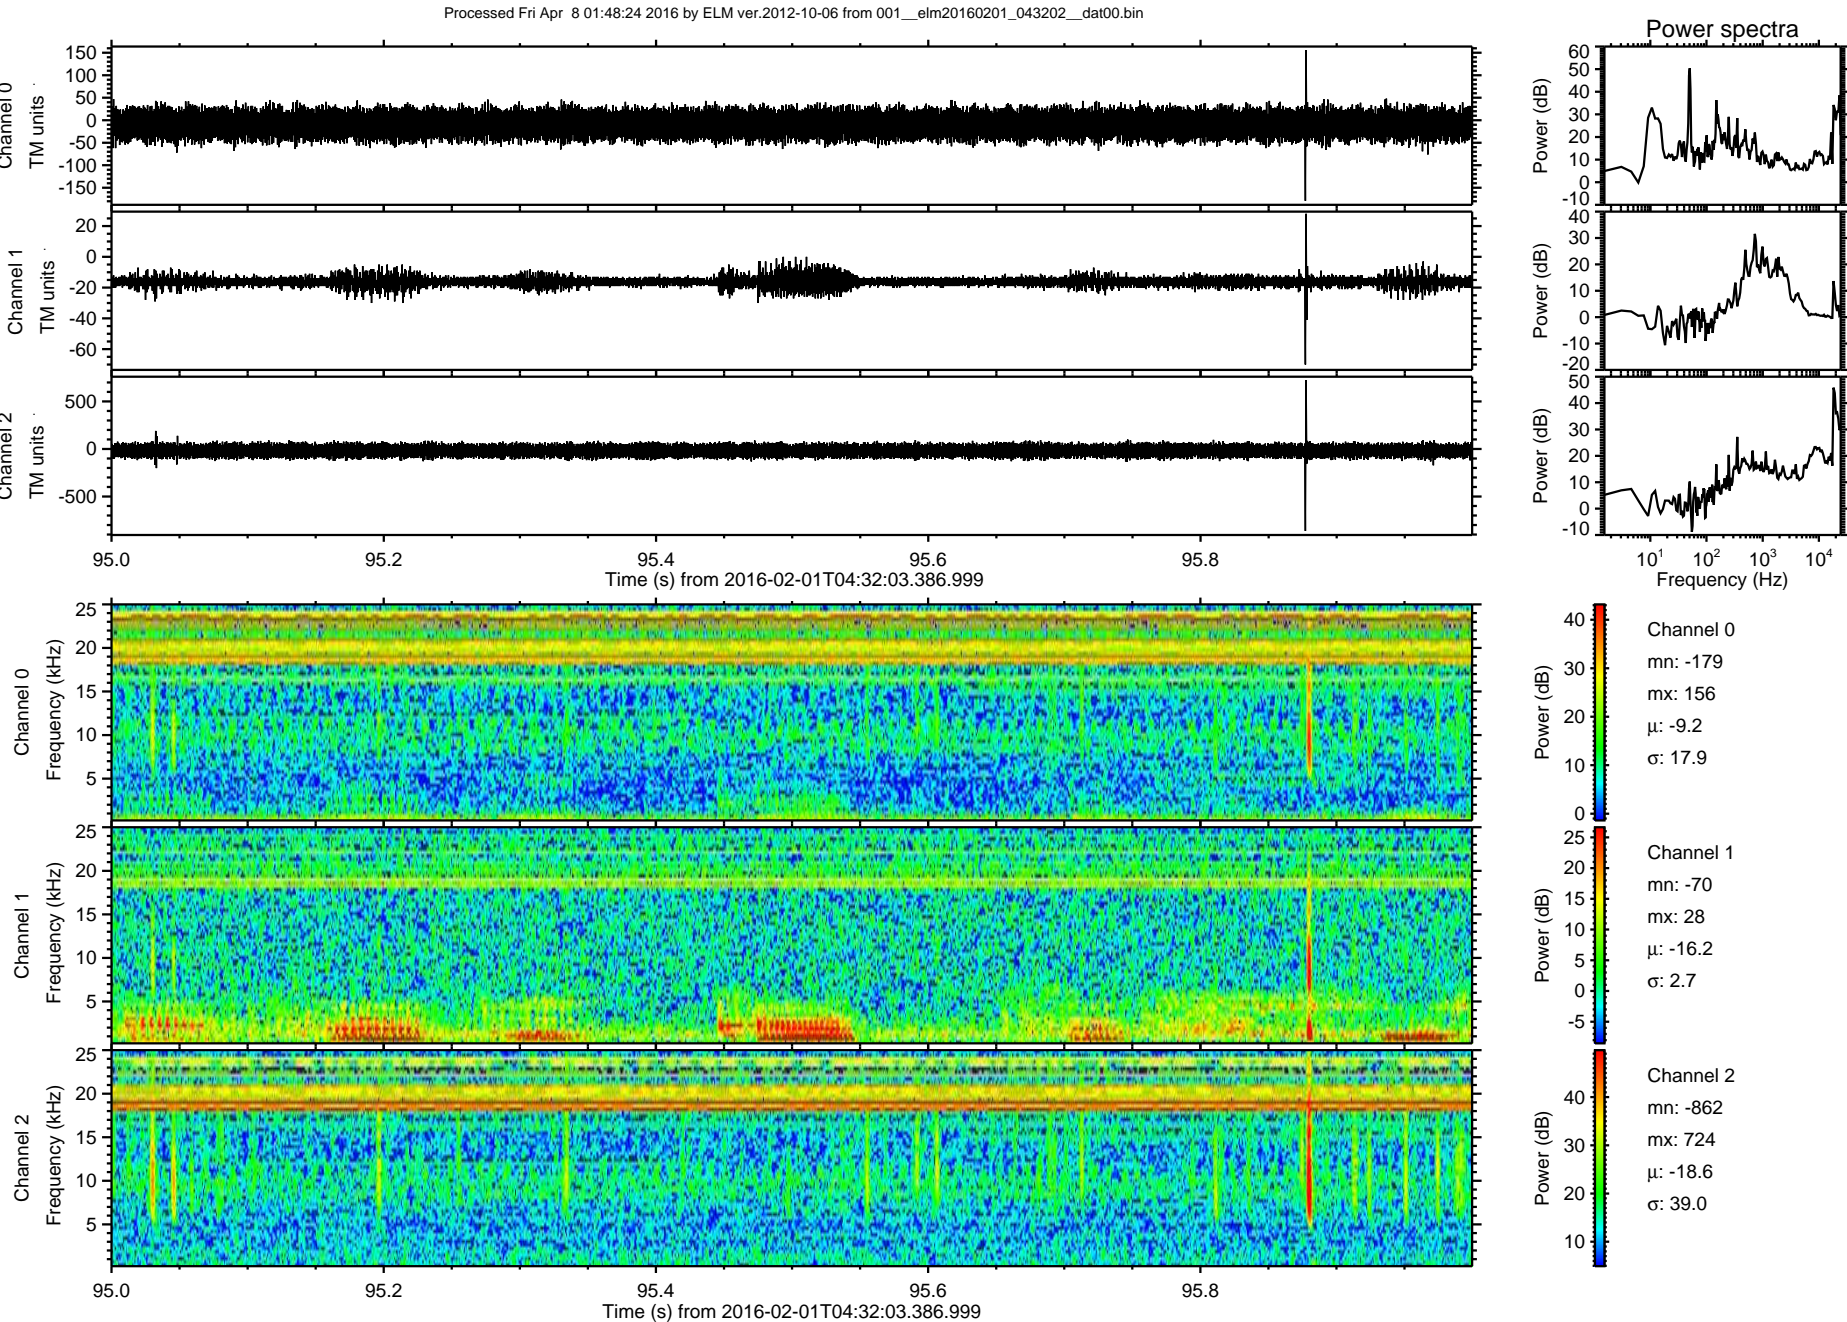 Processed Fri Apr  8 01:48:24 2016 by ELM ver.2012-10-06 from 001__elm20160201_043202__dat00.bin
Power spectra
Channel 0
TM units
150
100
50
0
-50
-100
-150
Power (dB)
60
50
40
30
20
10
0
-10
Channel 1
TM units
20
0
-20
-40
-60
Power (dB)
40
30
20
10
0
-10
-20
Channel 2
TM units
500
0
-500
Power (dB)
50
40
30
20
10
0
-10
95.0 95.2 95.4 95.6 95.8
Time (s) from 2016-02-01T04:32:03.386.999
10¹ 10² 10³ 10⁴
Frequency (Hz)
Channel 0
Frequency (kHz)
25
20
15
10
5
Power (dB)
40
30
20
10
0
Channel 0
mn: -179
mx: 156
μ: -9.2
σ: 17.9
Channel 1
Frequency (kHz)
25
20
15
10
5
Power (dB)
25
20
15
10
5
0
-5
Channel 1
mn: -70
mx: 28
μ: -16.2
σ: 2.7
Channel 2
Frequency (kHz)
25
20
15
10
5
Power (dB)
40
30
20
10
Channel 2
mn: -862
mx: 724
μ: -18.6
σ: 39.0
95.0 95.2 95.4 95.6 95.8
Time (s) from 2016-02-01T04:32:03.386.999